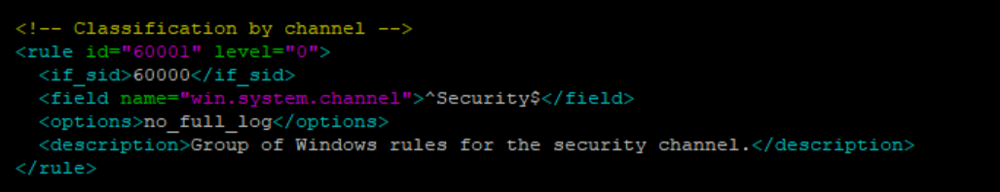 <!-- Classification by channel -->
<rule id="60001" level="0">
  <if_sid>60000</if_sid>
  <field name="win.system.channel">^Security$</field>
  <options>no_full_log</options>
  <description>Group of Windows rules for the security channel.</description>
</rule>